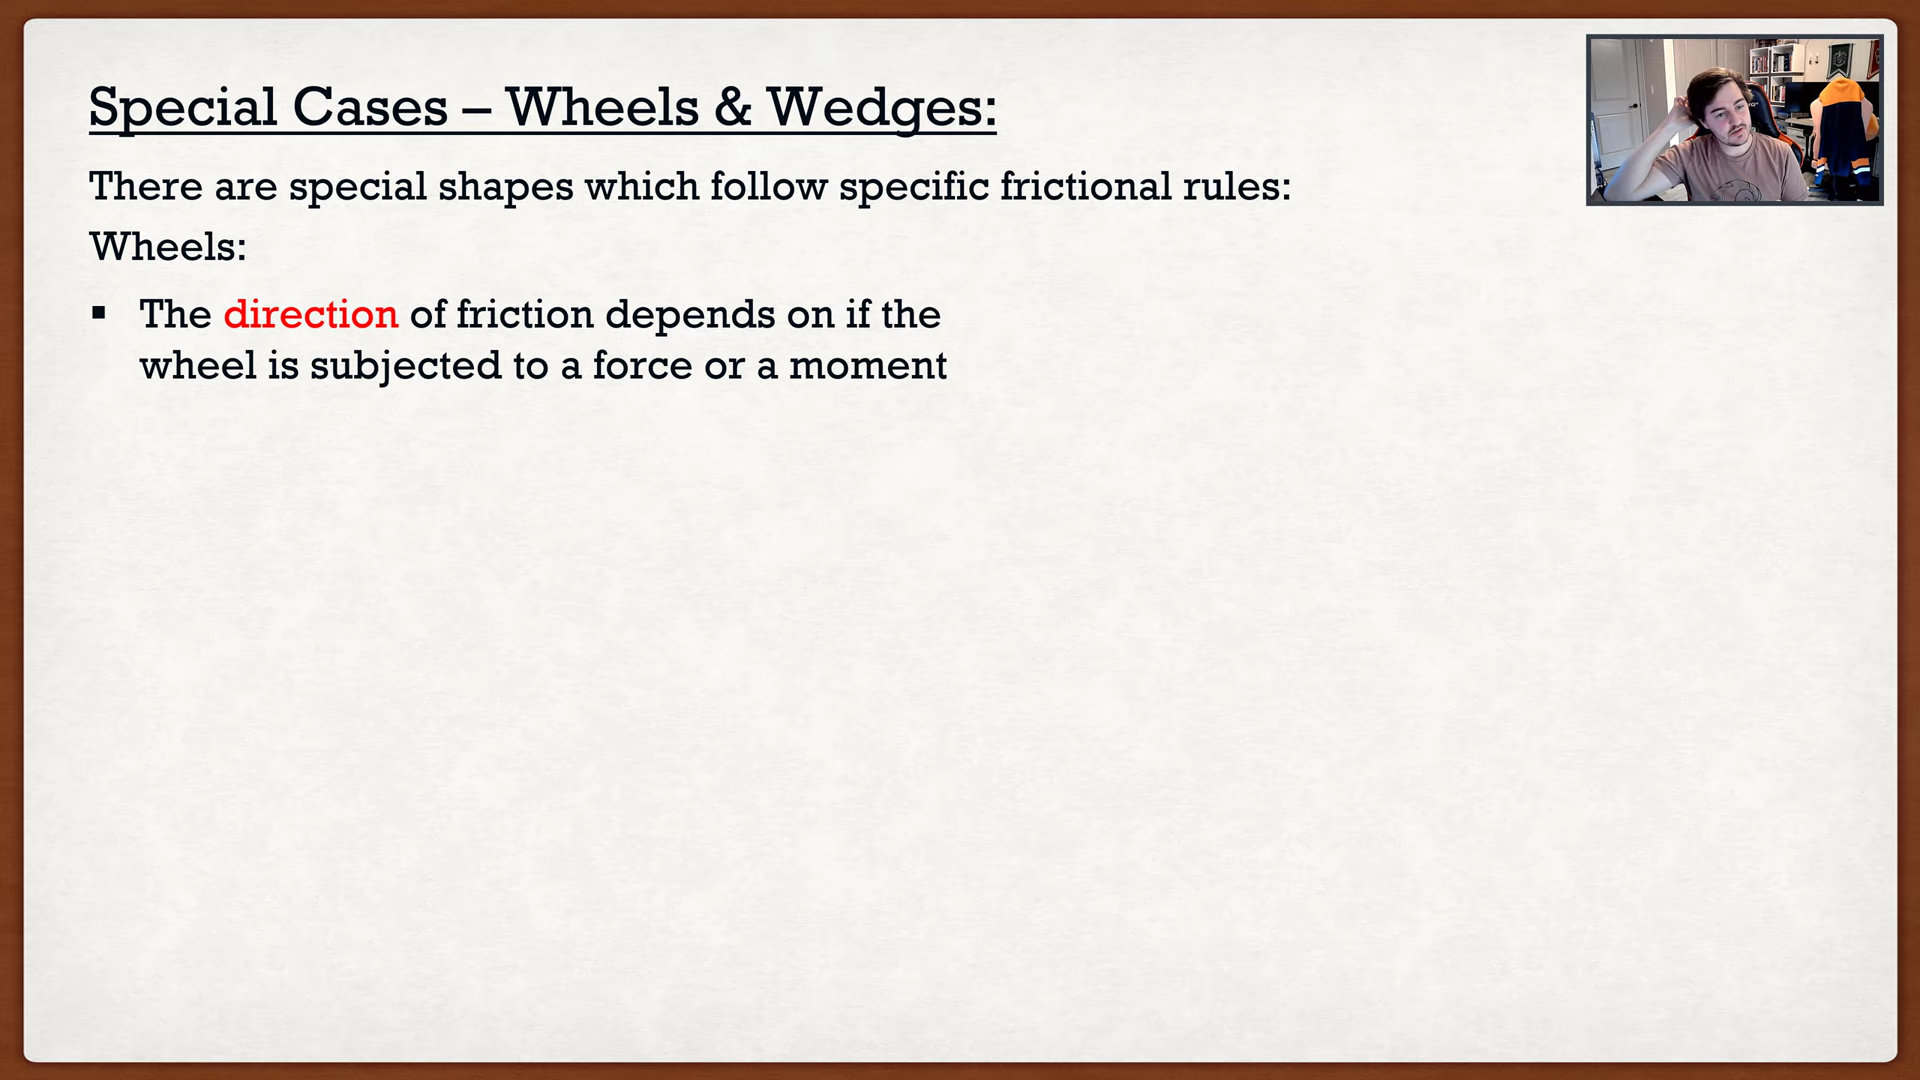 Special Cases – Wheels & Wedges:
There are special shapes which follow specific frictional rules:
Wheels:
▪ The direction of friction depends on if the
wheel is subjected to a force or a moment